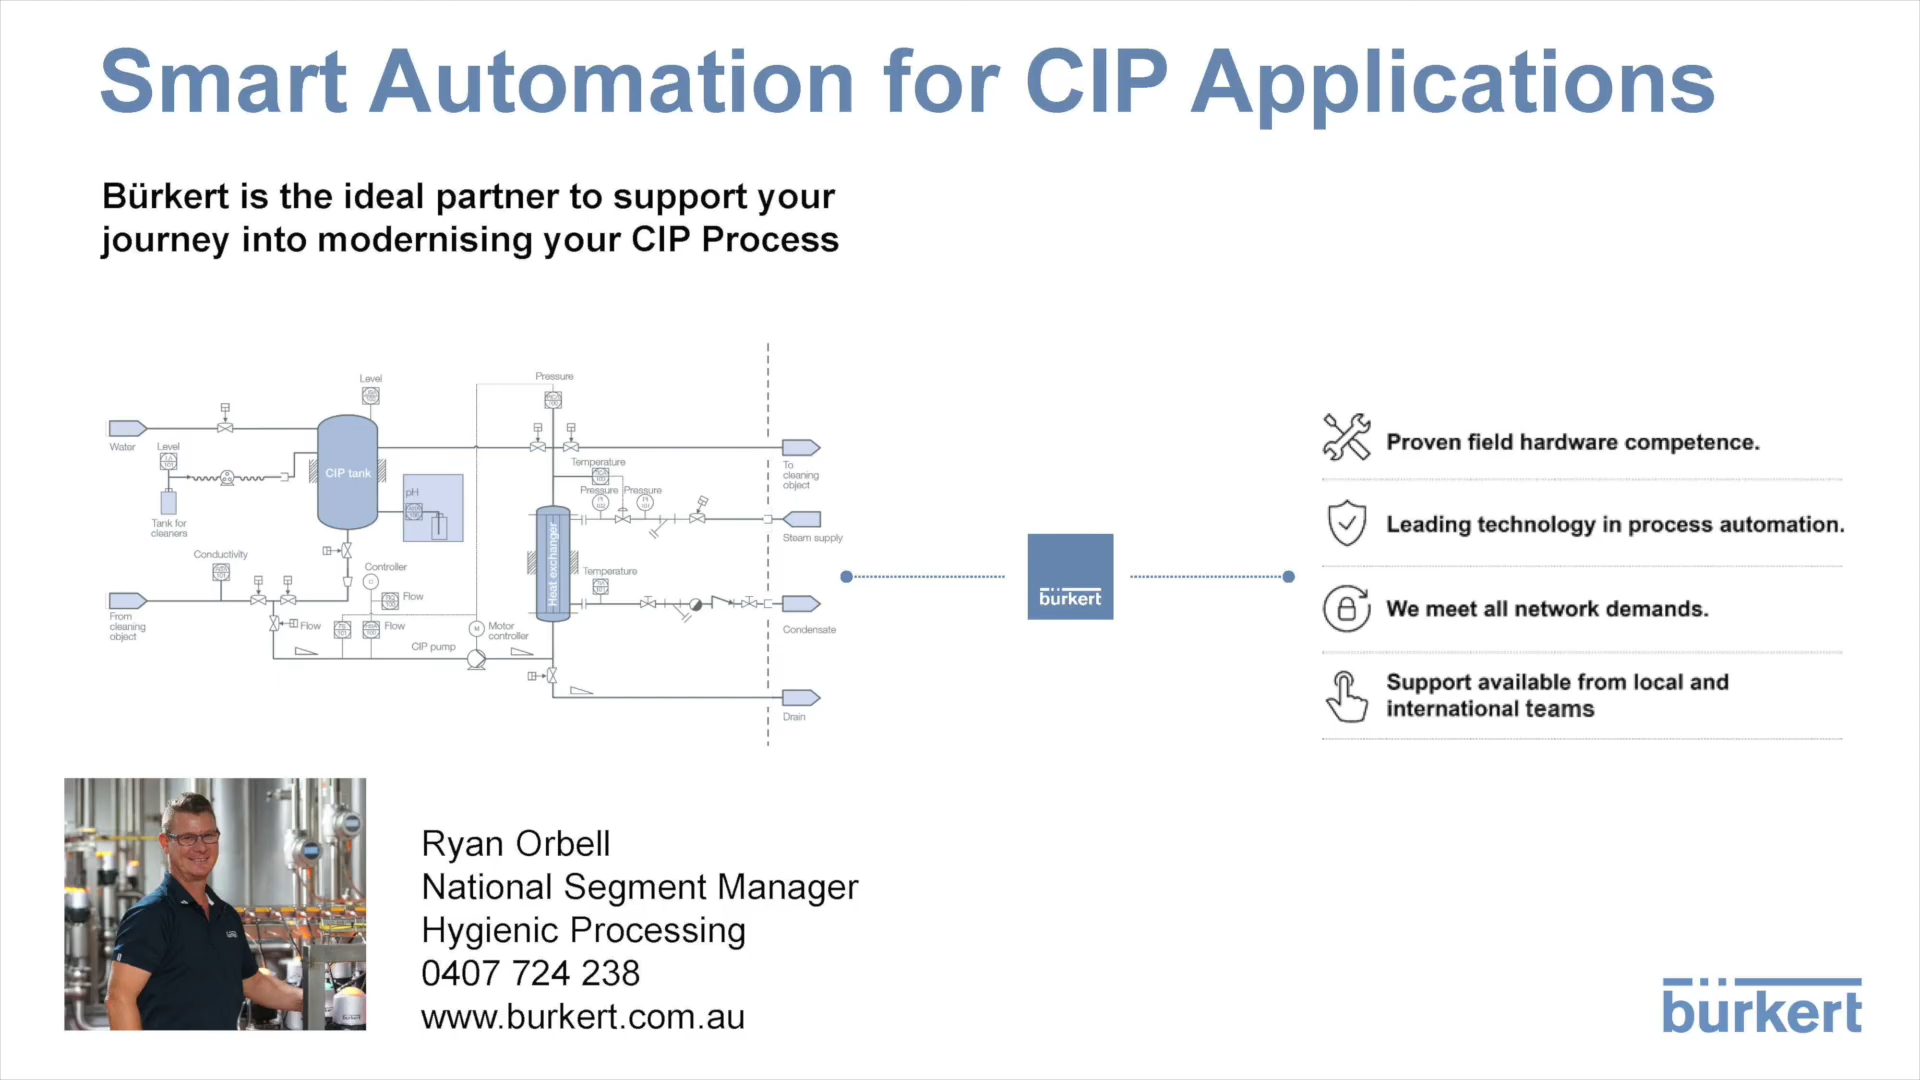 Smart Automation for CIP Applications
Bürkert is the ideal partner to support your
journey into modernising your CIP Process
Level
Pressure
Water
Level
CIP tank
Temperature
To
cleaning
object
pH
Pressure
Pressure
Tank for
cleaners
Heat exchanger
Steam supply
Conductivity
Controller
Temperature
Flow
From
cleaning
object
Flow
Flow
Motor
controller
Condensate
CIP pump
Drain
burkert
Proven field hardware competence.
Leading technology in process automation.
We meet all network demands.
Support available from local and
international teams
Ryan Orbell
National Segment Manager
Hygienic Processing
0407 724 238
www.burkert.com.au
bürkert